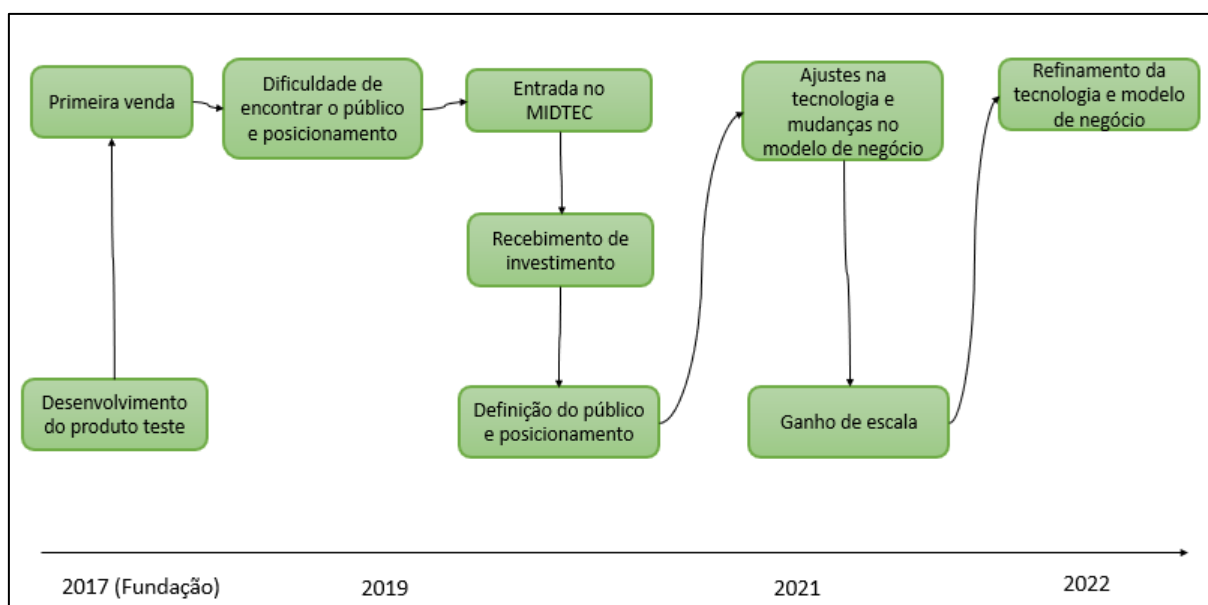 Primeira venda
Dificuldade de
encontrar o público
e posicionamento
Entrada no
MIDTEC
Ajustes na
tecnologia e
mudanças no
modelo de negócio
Refinamento da
tecnologia e modelo
de negócio
Recebimento de
investimento
Desenvolvimento
do produto teste
Definição do público
e posicionamento
Ganho de escala
2017 (Fundação)
2019
2021
2022